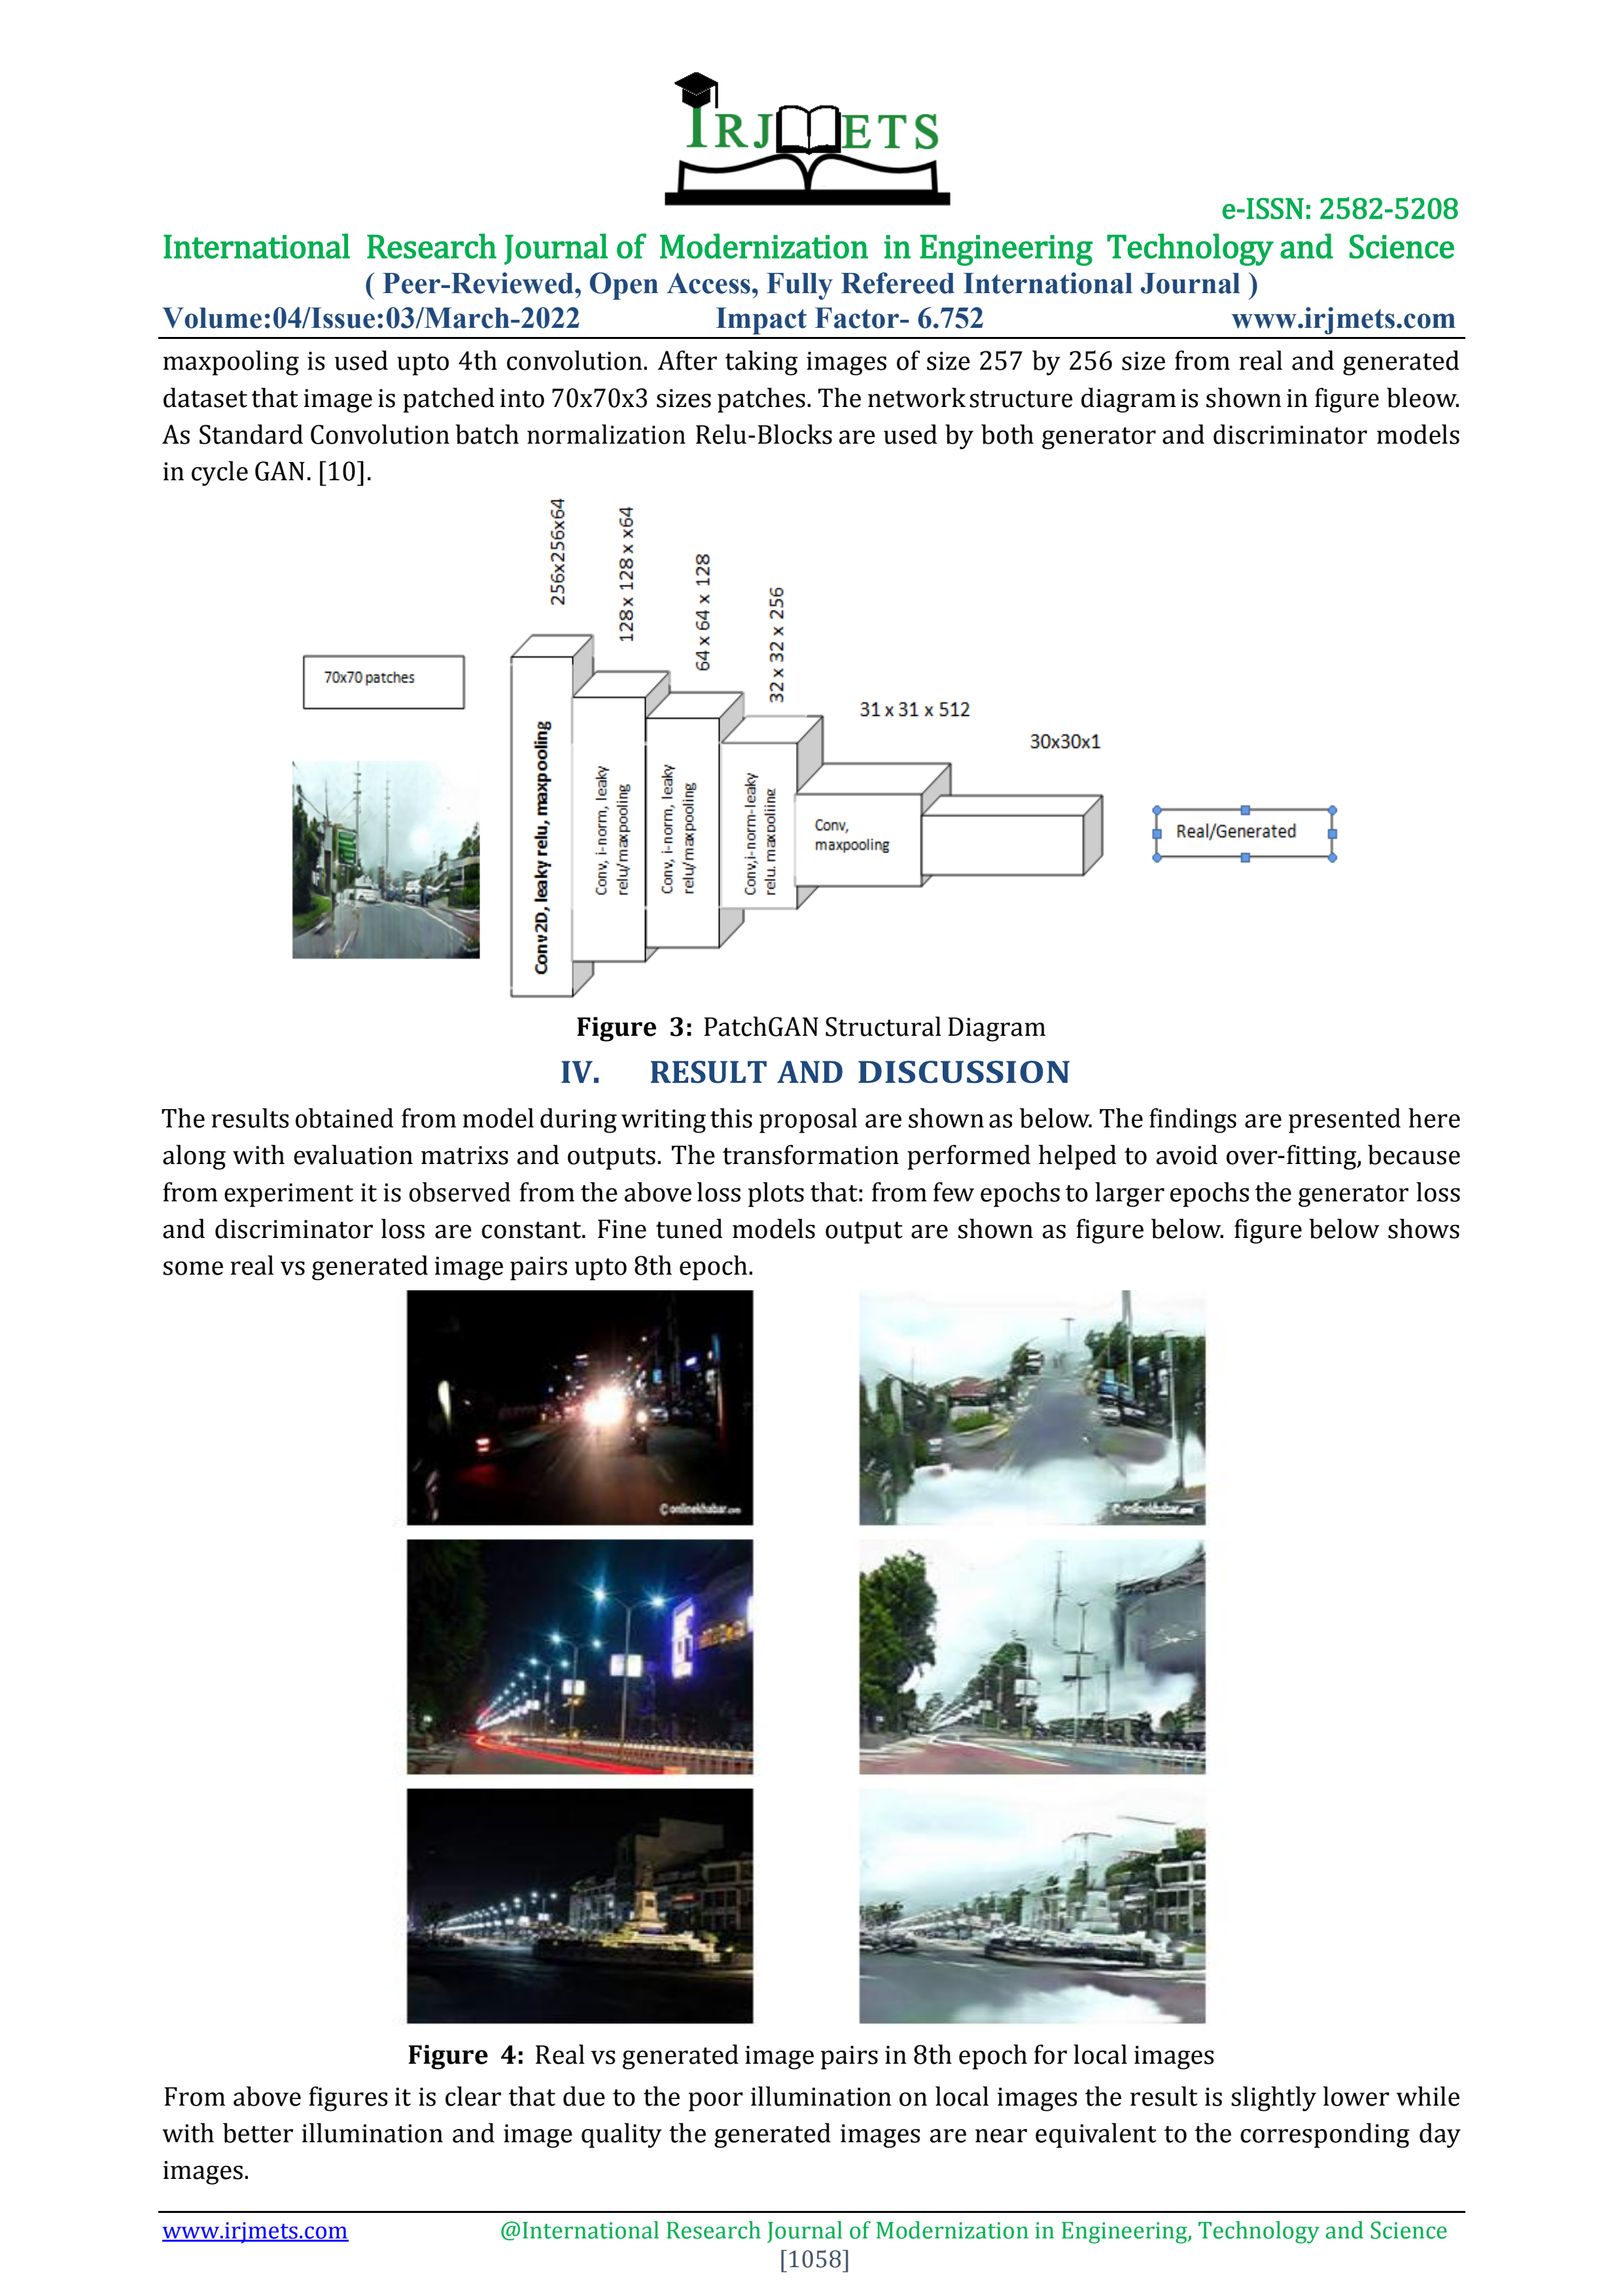 IRJMETS
e-ISSN: 2582-5208
International Research Journal of Modernization in Engineering Technology and Science
( Peer-Reviewed, Open Access, Fully Refereed International Journal )
Volume:04/Issue:03/March-2022 Impact Factor- 6.752 www.irjmets.com
maxpooling is used upto 4th convolution. After taking images of size 257 by 256 size from real and generated
dataset that image is patched into 70x70x3 sizes patches. The network structure diagram is shown in figure bleow.
As Standard Convolution batch normalization Relu-Blocks are used by both generator and discriminator models
in cycle GAN. [10].
256x256x64
128x 128 x x64
64 x 64 x 128
32 x 32 x 256
31 x 31 x 512
30x30x1
70x70 patches
Conv2D, leaky relu, maxpooling
Conv, i-norm, leaky
relu/maxpooling
Conv, i-norm, leaky
relu/maxpooling
Conv,i-norm-leaky
relu. maxpoliing
Conv,
maxpooling
Real/Generated
Figure 3: PatchGAN Structural Diagram
IV. RESULT AND DISCUSSION
The results obtained from model during writing this proposal are shown as below. The findings are presented here
along with evaluation matrixs and outputs. The transformation performed helped to avoid over-fitting, because
from experiment it is observed from the above loss plots that: from few epochs to larger epochs the generator loss
and discriminator loss are constant. Fine tuned models output are shown as figure below. figure below shows
some real vs generated image pairs upto 8th epoch.
© onlinekhabar.com
© onlinekhabar.com
Figure 4: Real vs generated image pairs in 8th epoch for local images
From above figures it is clear that due to the poor illumination on local images the result is slightly lower while
with better illumination and image quality the generated images are near equivalent to the corresponding day
images.
www.irjmets.com @International Research Journal of Modernization in Engineering, Technology and Science
[1058]